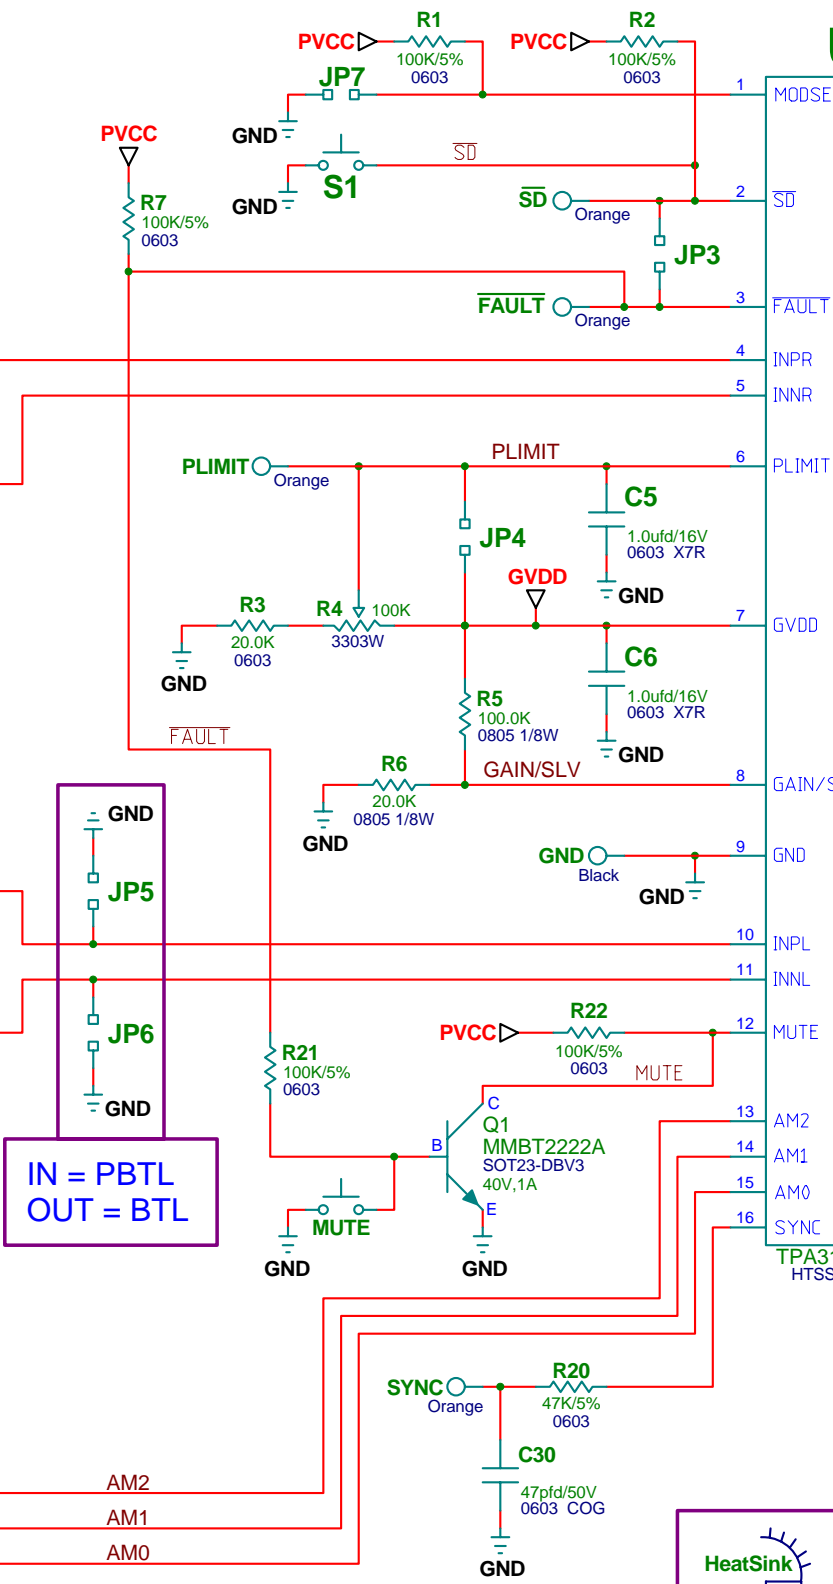 R1
PVCC
100K/5%
0603
R2
PVCC
100K/5%
0603
JP7
GND
1
MODSE
PVCC
SD
S1
GND
R7
100K/5%
0603
SD
Orange
2
SD
JP3
FAULT
Orange
3
FAULT
4
INPR
5
INNR
PLIMIT
Orange
PLIMIT
6
PLIMIT
C5
1.0ufd/16V
0603 X7R
GND
JP4
GVDD
R3
20.0K
0603
GND
R4
100K
3303W
7
GVDD
C6
1.0ufd/16V
0603 X7R
GND
R5
100.0K
0805 1/8W
FAULT
R6
20.0K
0805 1/8W
GND
GAIN/SLV
8
GAIN/S
GND
JP5
GND
Black
GND
9
GND
10
INPL
11
INNL
JP6
GND
IN = PBTL
OUT = BTL
R22
PVCC
100K/5%
0603
MUTE
12
MUTE
R21
100K/5%
0603
C
Q1
MMBT2222A
SOT23-DBV3
40V,1A
B
E
GND
MUTE
GND
13
AM2
14
AM1
15
AM0
16
SYNC
TPA31
HTSS
SYNC
Orange
R20
47K/5%
0603
C30
47pfd/50V
0603 COG
GND
AM2
AM1
AM0
HeatSink